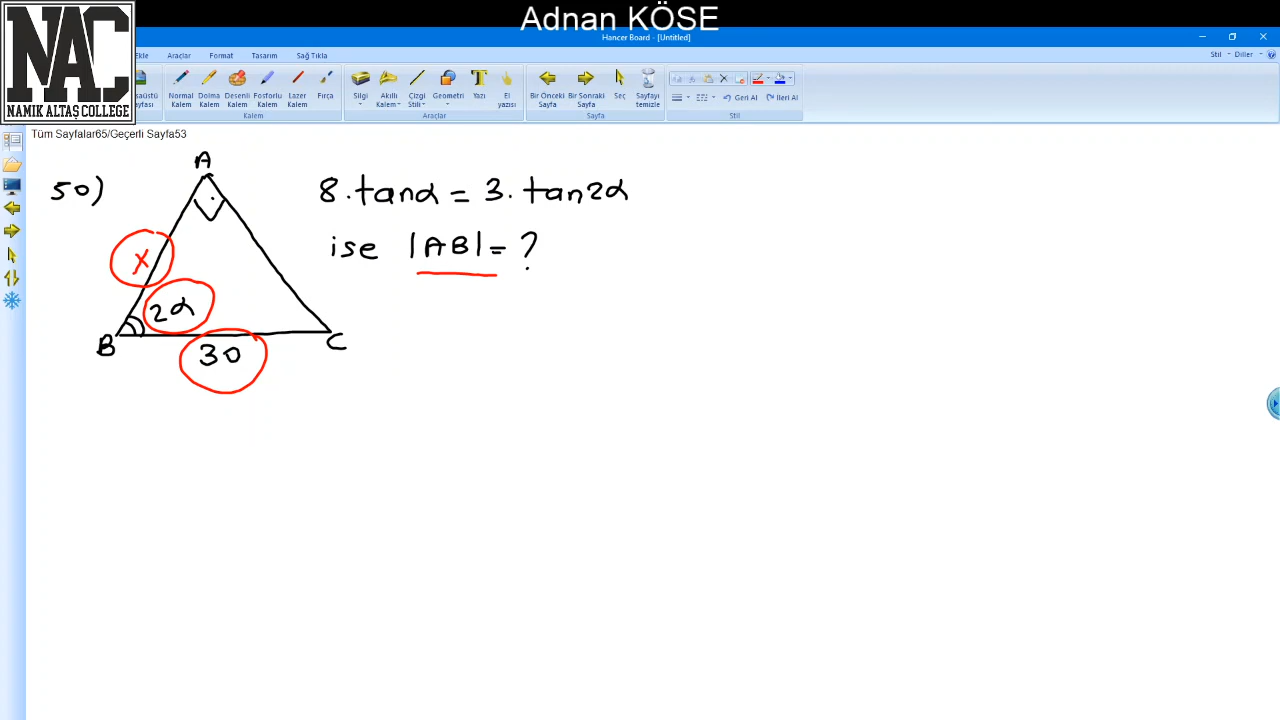 Adnan KÖSE
Hancer Board - [Untitled]
NAC
NAMIK ALTAŞ COLLEGE
Ekle Araçlar Format Tasarım Sağ Tıkla
Stil Diller
Normal Kalem
Dolma Kalem
Desenli Kalem
Fosforlu Kalem
Lazer Kalem
Fırça
Silgi
Akıllı Kalem
Çizgi Stili
Geometri
Yazı
El yazısı
Bir Önceki Sayfa
Bir Sonraki Sayfa
Seç
Sayfayı temizle
Geri Al
İleri Al
Kalem Araçlar Sayfa Stil
Tüm Sayfalar65/Geçerli Sayfa53
50)
A
8.tanα = 3.tan2α
ise |AB| = ?
x
2α
B
30
C